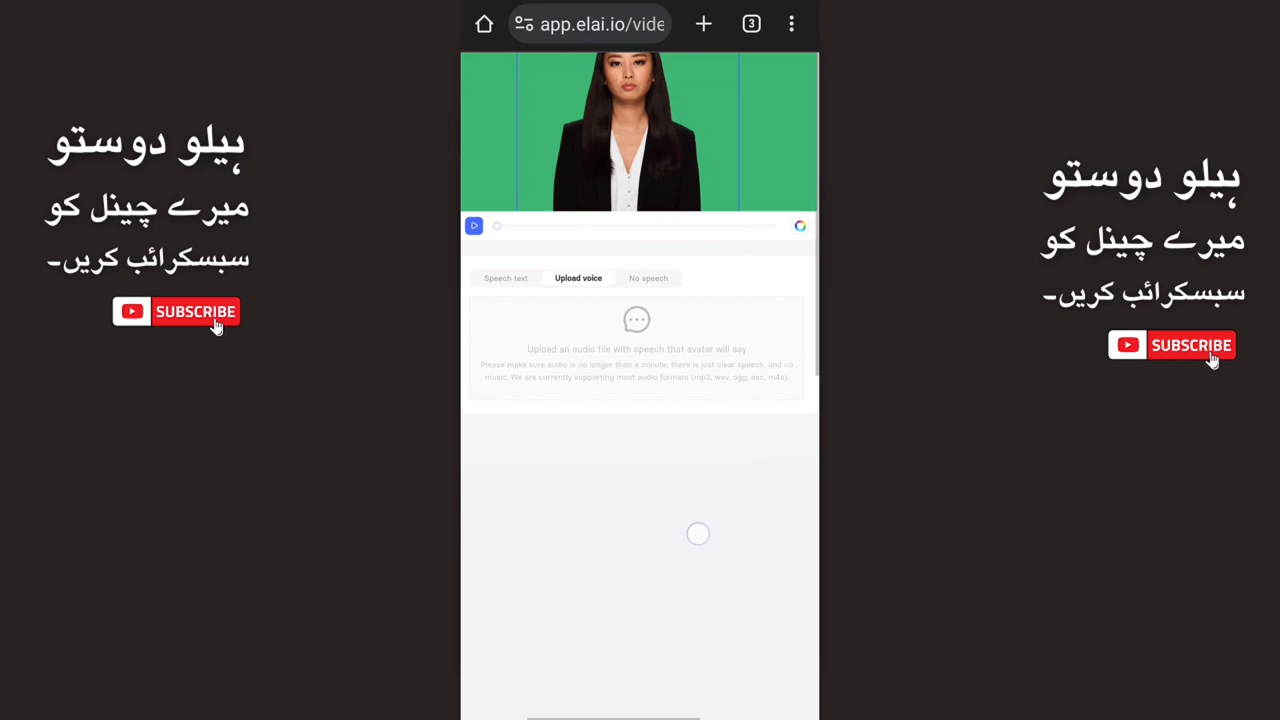 app.elai.io/vide
3
ہیلو دوستو
میرے چینل کو
سبسکرائب کریں۔
SUBSCRIBE
Speech text
Upload voice
No speech
Upload an audio file with speech that avatar will say
Please make sure audio is no longer than a minute, there is just clear speech, and no
music. We are currently supporting most audio formats (mp3, wav, ogg, aac, m4a).
ہیلو دوستو
میرے چینل کو
سبسکرائب کریں۔
SUBSCRIBE